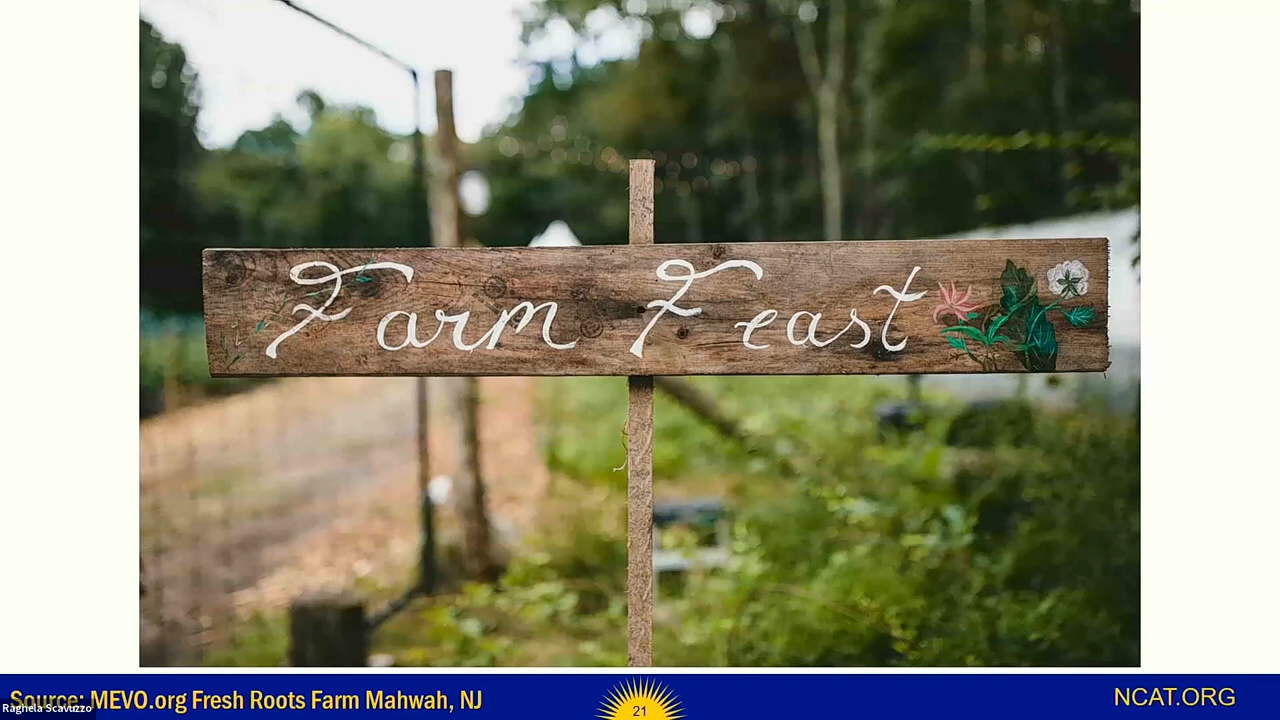 Farm Feast
Source: MEVO.org Fresh Roots Farm Mahwah, NJ
Raghela Scavuzzo
21
NCAT.ORG